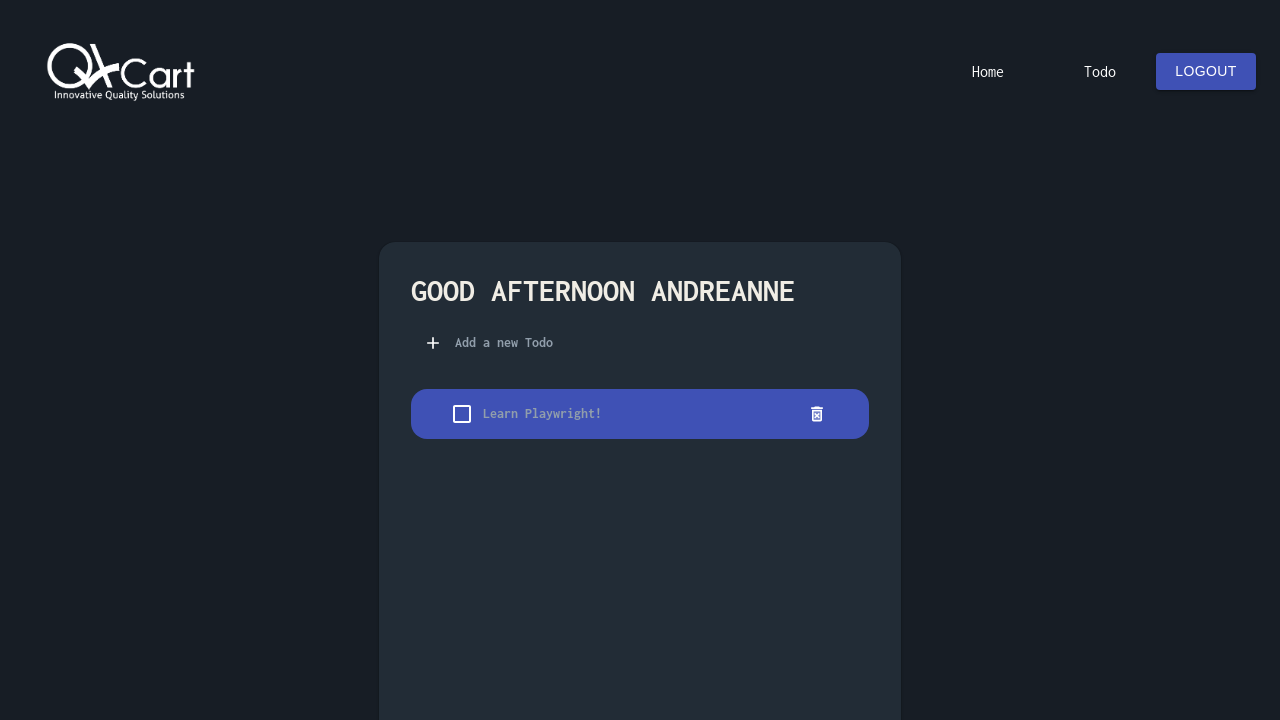 QACart
Innovative Quality Solutions
Home
Todo
LOGOUT
GOOD AFTERNOON ANDREANNE
Add a new Todo
Learn Playwright!